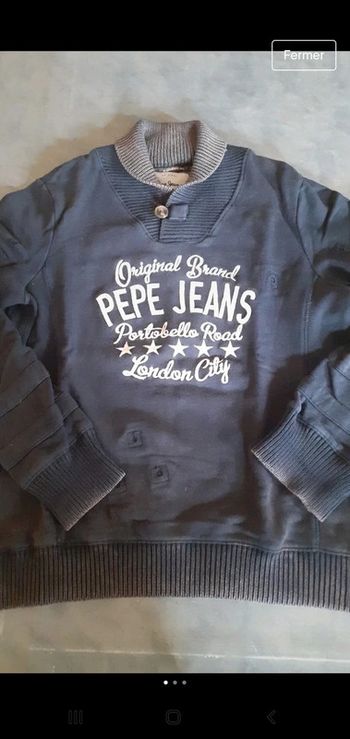 Fermer
Original Brand
PEPE JEANS
Portobello Road
London City